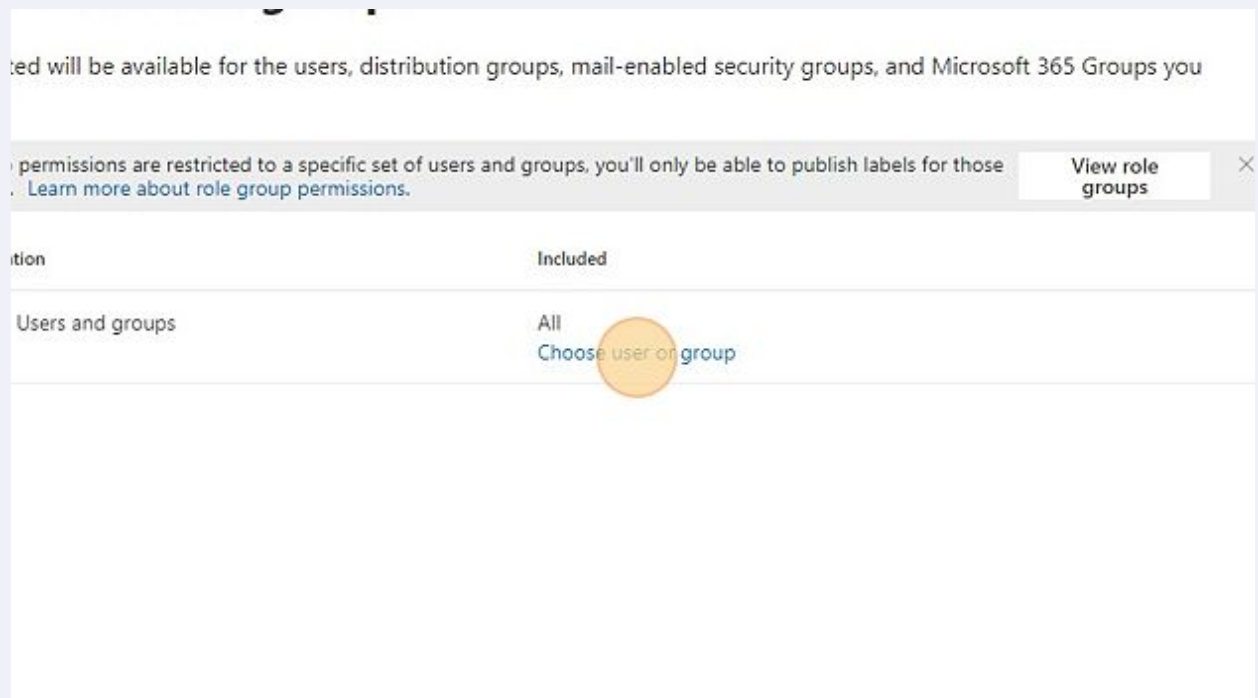 ted will be available for the users, distribution groups, mail-enabled security groups, and Microsoft 365 Groups you
permissions are restricted to a specific set of users and groups, you'll only be able to publish labels for those
. Learn more about role group permissions.
View role
groups
ation Included
Users and groups All
Choose user or group